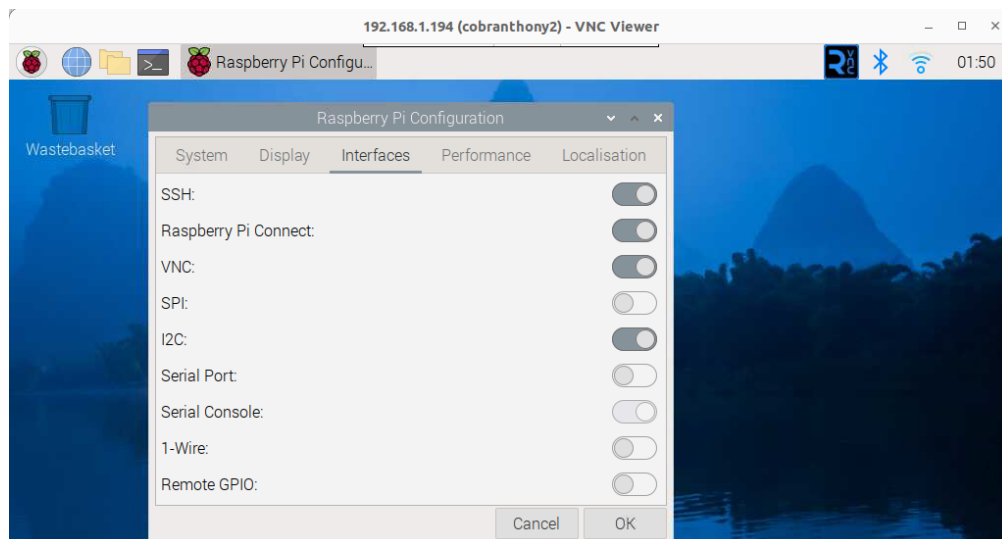 192.168.1.194 (cobranthony2) - VNC Viewer
Raspberry Pi Configu... 01:50
Wastebasket
Raspberry Pi Configuration
System Display Interfaces Performance Localisation
SSH:
Raspberry Pi Connect:
VNC:
SPI:
I2C:
Serial Port:
Serial Console:
1-Wire:
Remote GPIO:
Cancel OK